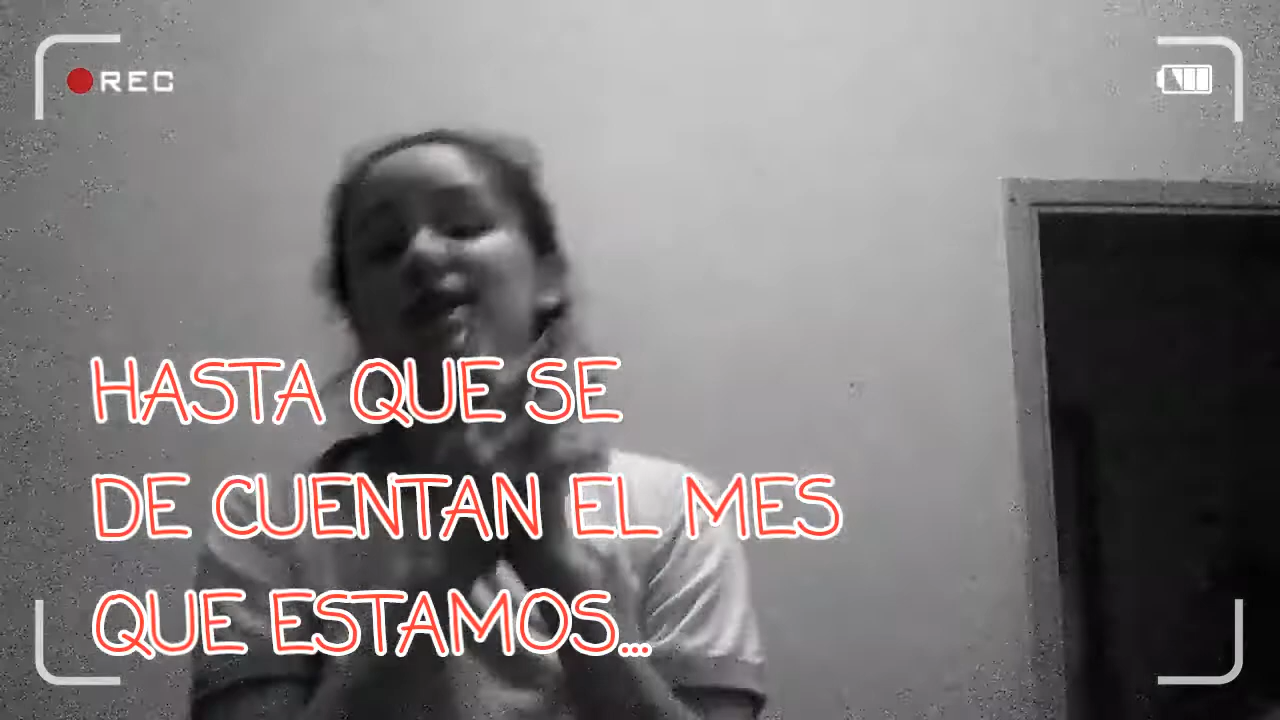 REC
HASTA QUE SE
DE CUENTAN EL MES
QUE ESTAMOS...